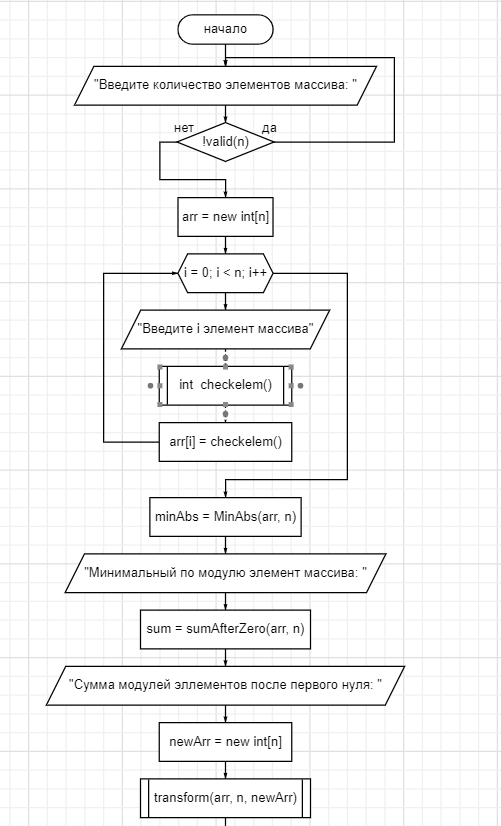 начало
"Введите количество элементов массива: "
нет
да
!valid(n)
arr = new int[n]
i = 0; i < n; i++
"Введите i элемент массива"
int checkelem()
arr[i] = checkelem()
minAbs = MinAbs(arr, n)
"Минимальный по модулю элемент массива: "
sum = sumAfterZero(arr, n)
"Сумма модулей эллементов после первого нуля: "
newArr = new int[n]
transform(arr, n, newArr)